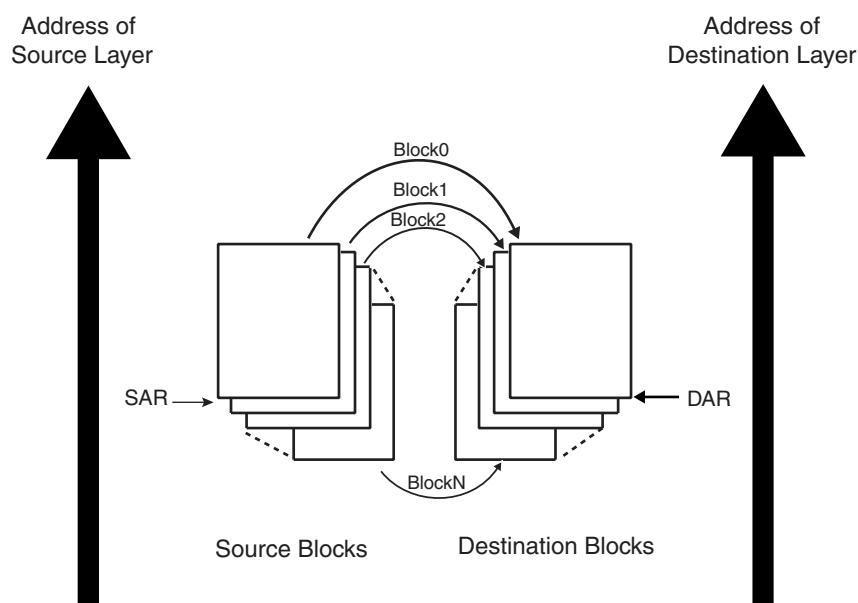 Address of
Source Layer
Address of
Destination Layer
Block0
Block1
Block2
SAR
DAR
BlockN
Source Blocks
Destination Blocks